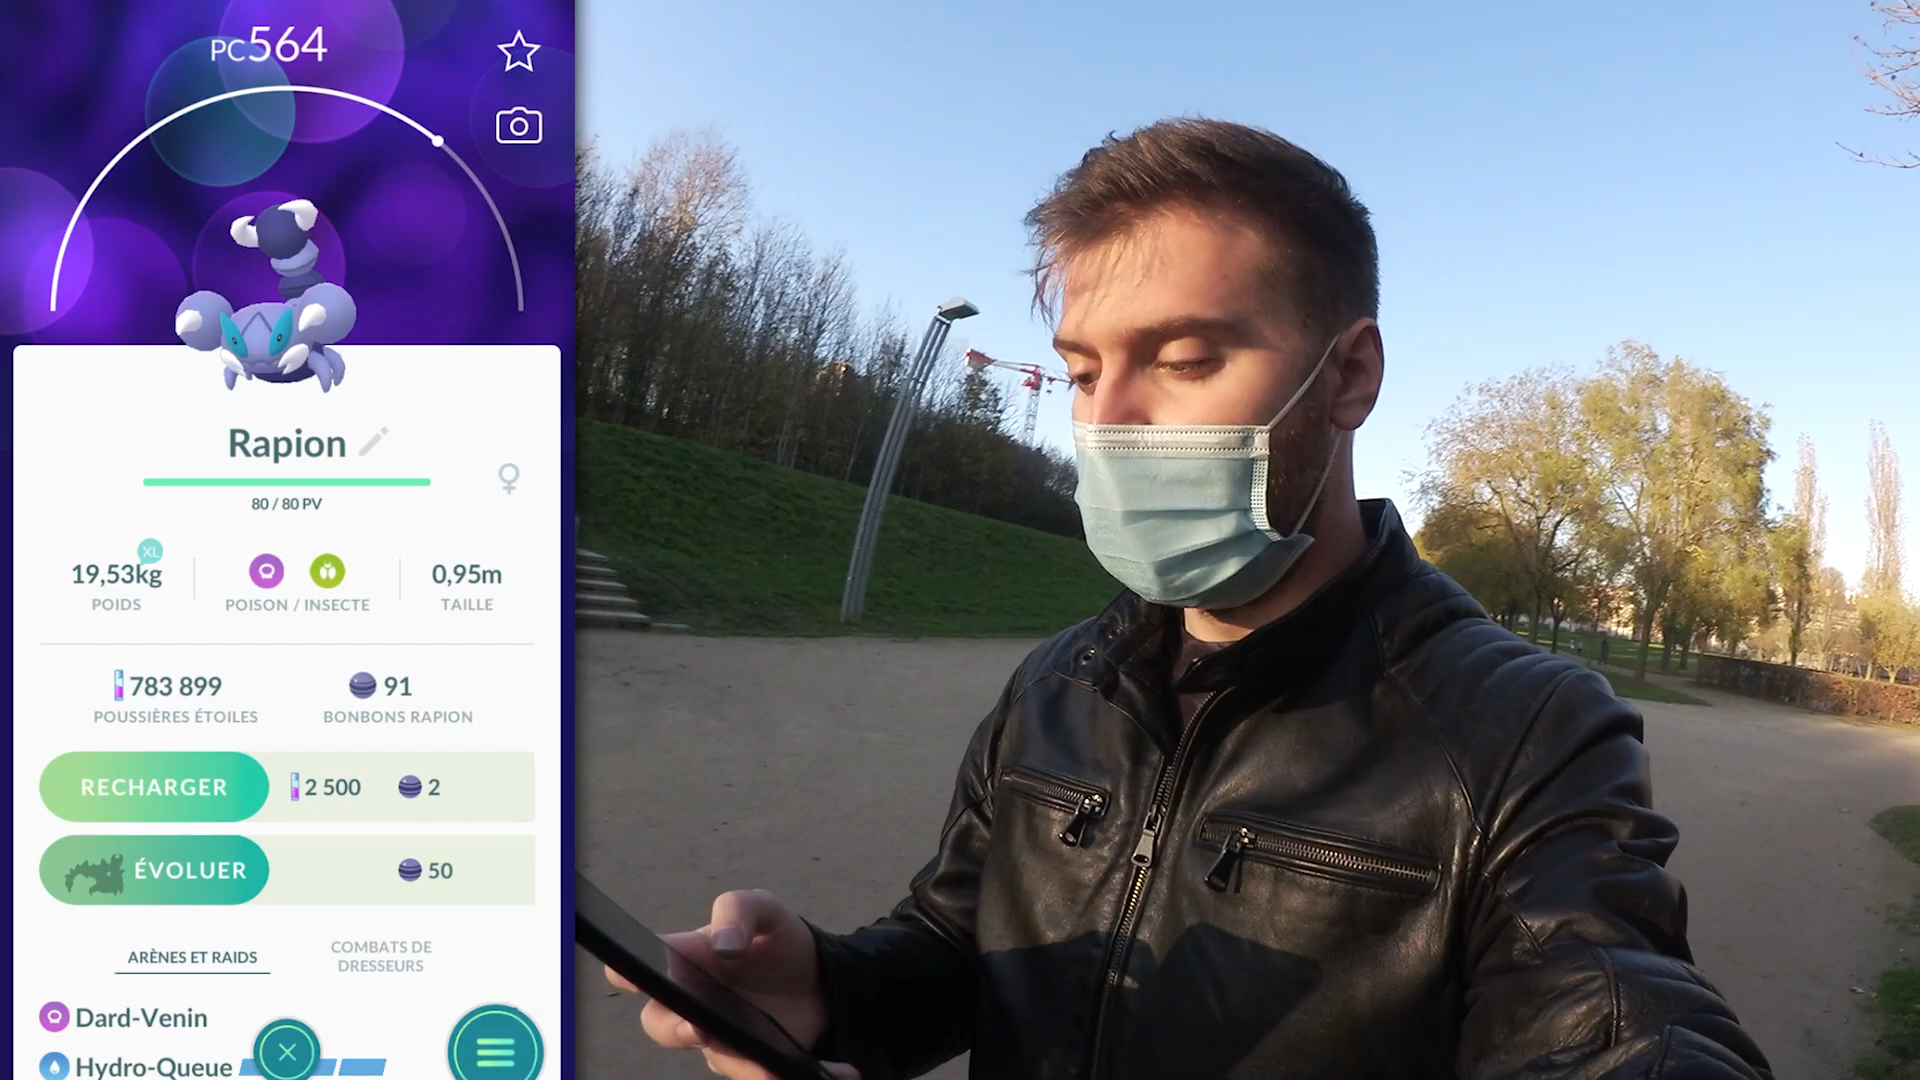 PC564
Rapion
80 / 80 PV
XL
19,53kg
POIDS
POISON / INSECTE
0,95m
TAILLE
783 899
POUSSIÈRES ÉTOILES
91
BONBONS RAPION
RECHARGER 2 500 2
ÉVOLUER 50
ARÈNES ET RAIDS
COMBATS DE
DRESSEURS
Dard-Venin
Hydro-Queue